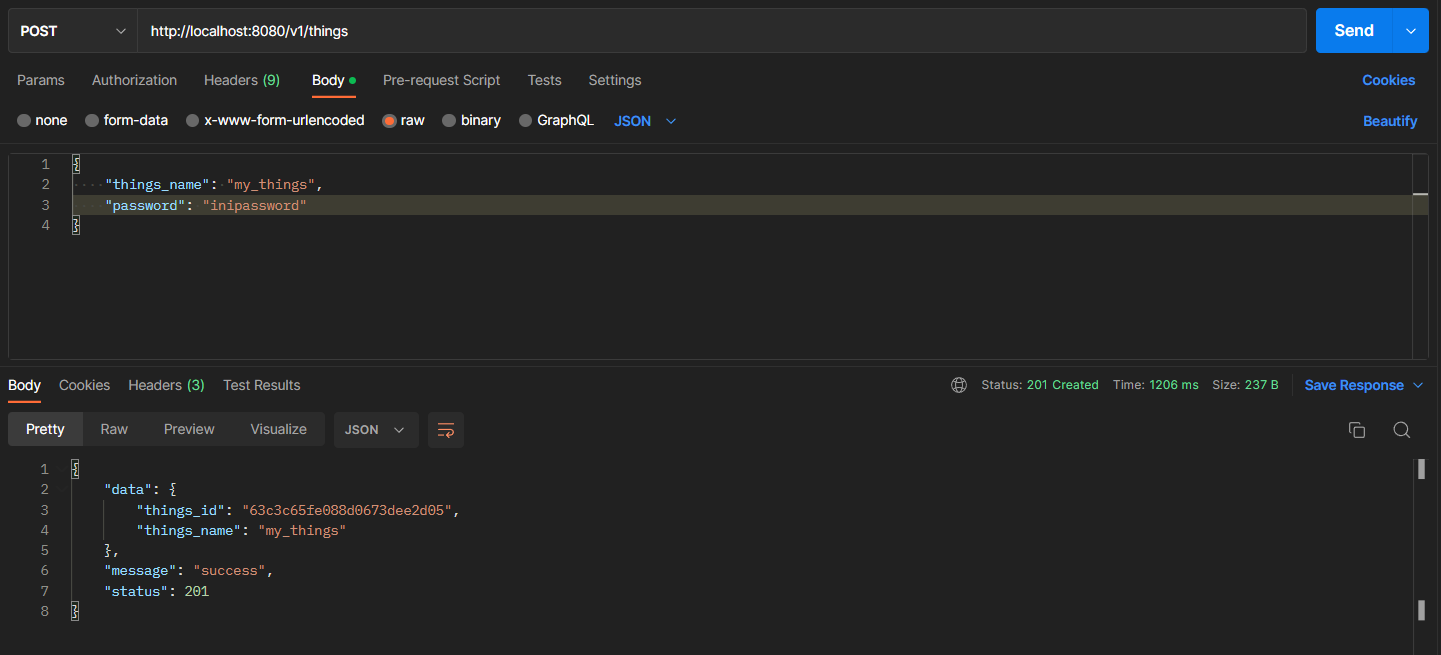 POST http://localhost:8080/v1/things Send
Params Authorization Headers (9) Body Pre-request Script Tests Settings Cookies
none form-data x-www-form-urlencoded raw binary GraphQL JSON Beautify
1 {
2 "things_name": "my_things",
3 "password": "inipassword"
4 }
Body Cookies Headers (3) Test Results Status: 201 Created Time: 1206 ms Size: 237 B Save Response
Pretty Raw Preview Visualize JSON
1 {
2 "data": {
3 "things_id": "63c3c65fe088d0673dee2d05",
4 "things_name": "my_things"
5 },
6 "message": "success",
7 "status": 201
8 }